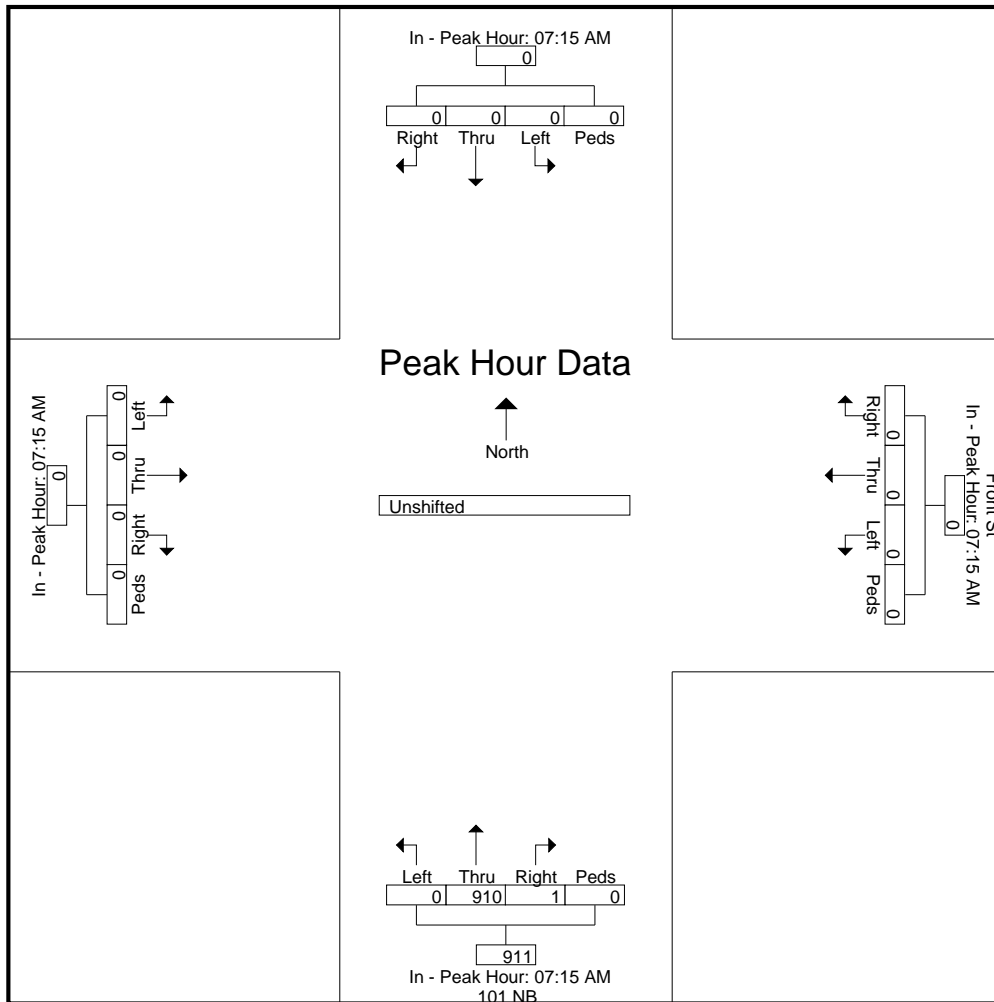 In - Peak Hour: 07:15 AM
0
0 0 0 0
Right Thru Left Peds
Peak Hour Data
North
Unshifted
In - Peak Hour: 07:15 AM
0
0 0 0 0
Left Thru Right Peds
Front St
In - Peak Hour: 07:15 AM
0
0 0 0 0
Right Thru Left Peds
Left Thru Right Peds
0 910 1 0
911
In - Peak Hour: 07:15 AM
101 NB